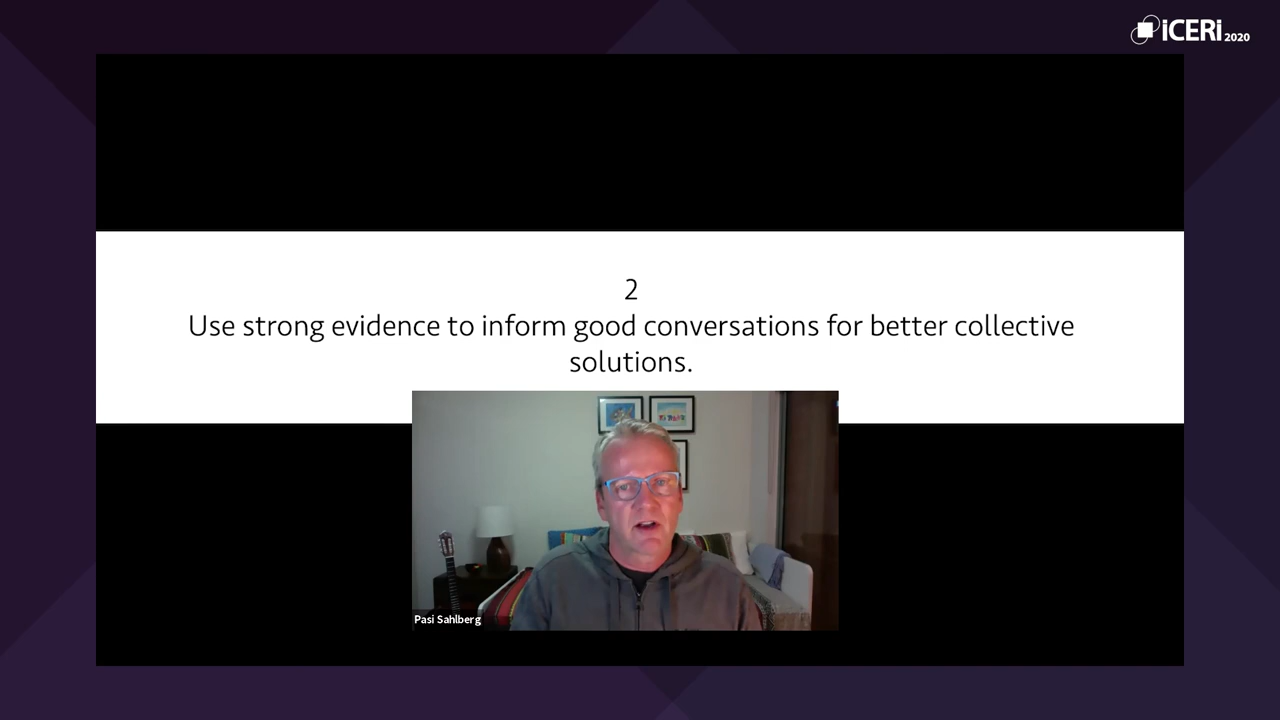 iCERi 2020
2
Use strong evidence to inform good conversations for better collective
solutions.
Pasi Sahlberg